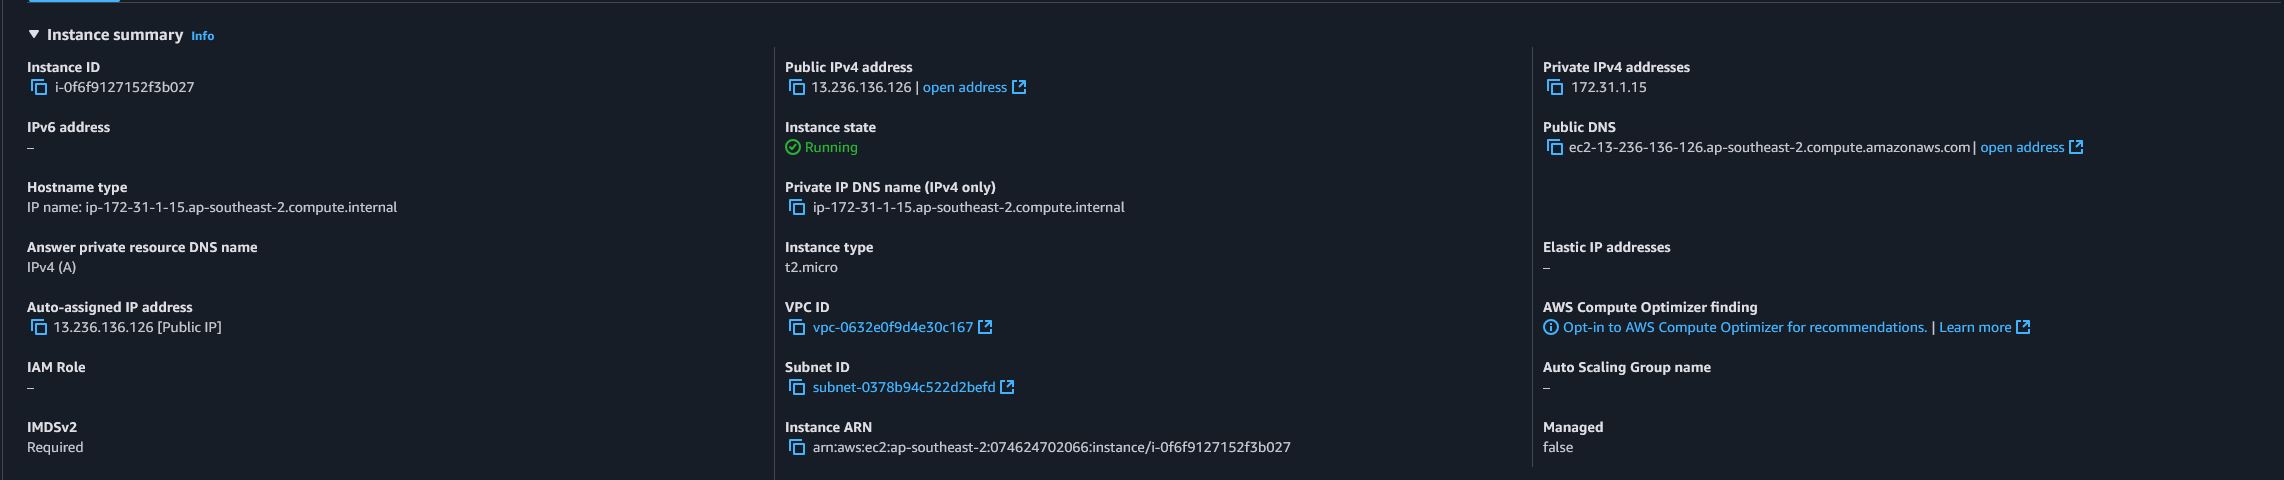 Instance summary Info
Instance ID
i-0f6f9127152f3b027
Public IPv4 address
13.236.136.126 | open address
Private IPv4 addresses
172.31.1.15
IPv6 address
–
Instance state
Running
Public DNS
ec2-13-236-136-126.ap-southeast-2.compute.amazonaws.com | open address
Hostname type
IP name: ip-172-31-1-15.ap-southeast-2.compute.internal
Private IP DNS name (IPv4 only)
ip-172-31-1-15.ap-southeast-2.compute.internal
Answer private resource DNS name
IPv4 (A)
Instance type
t2.micro
Elastic IP addresses
–
Auto-assigned IP address
13.236.136.126 [Public IP]
VPC ID
vpc-0632e0f9d4e30c167
AWS Compute Optimizer finding
Opt-in to AWS Compute Optimizer for recommendations. | Learn more
IAM Role
–
Subnet ID
subnet-0378b94c522d2befd
Auto Scaling Group name
–
IMDSv2
Required
Instance ARN
arn:aws:ec2:ap-southeast-2:074624702066:instance/i-0f6f9127152f3b027
Managed
false